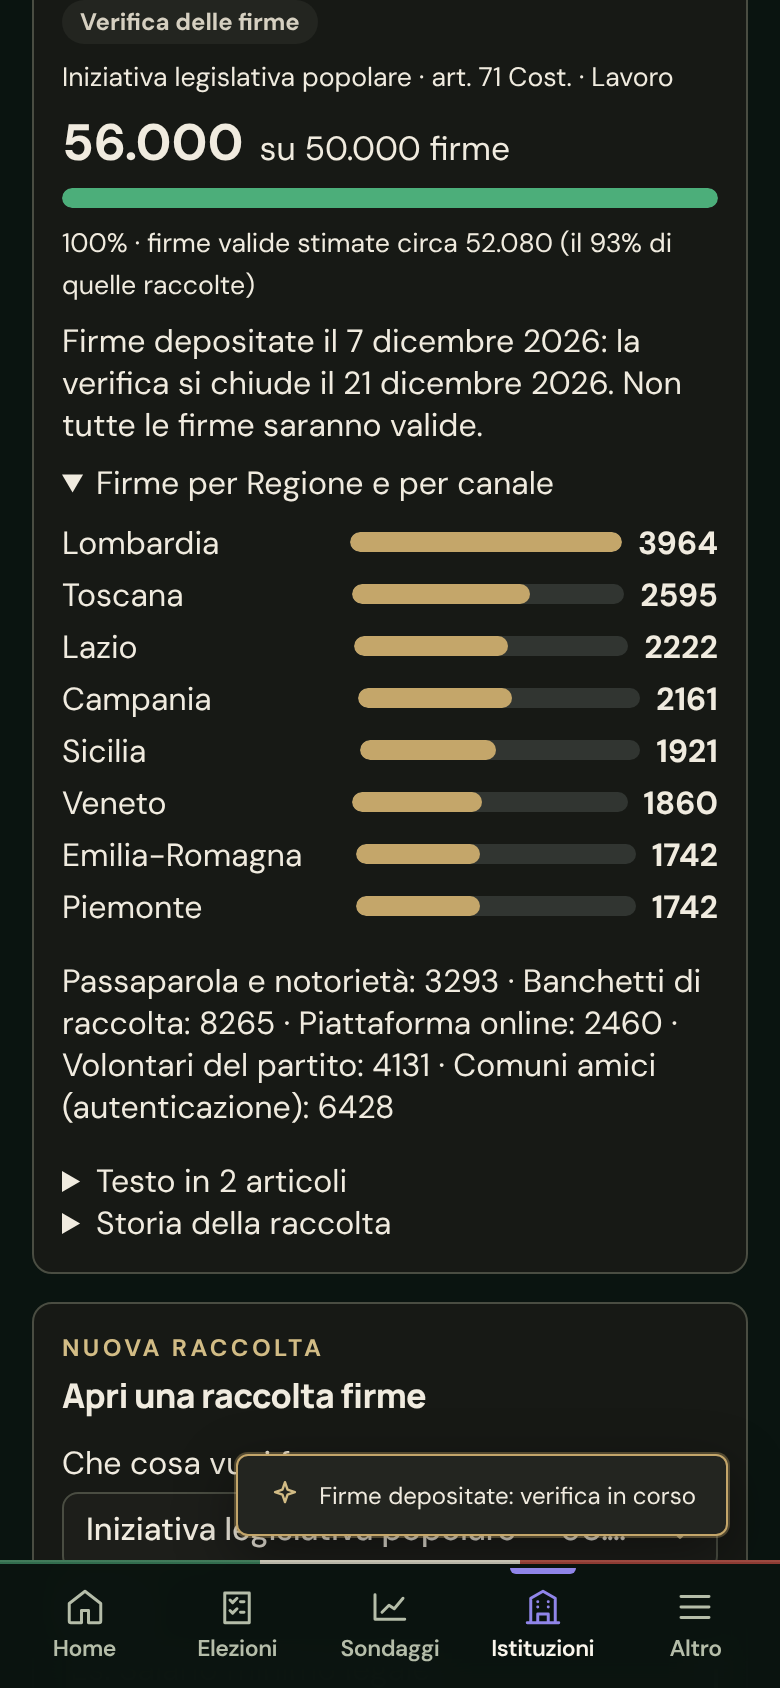 Verifica delle firme
Iniziativa legislativa popolare · art. 71 Cost. · Lavoro
56.000 su 50.000 firme
100% · firme valide stimate circa 52.080 (il 93% di
quelle raccolte)
Firme depositate il 7 dicembre 2026: la
verifica si chiude il 21 dicembre 2026. Non
tutte le firme saranno valide.
▼ Firme per Regione e per canale
Lombardia 3964
Toscana 2595
Lazio 2222
Campania 2161
Sicilia 1921
Veneto 1860
Emilia-Romagna 1742
Piemonte 1742
Passaparola e notorietà: 3293 · Banchetti di
raccolta: 8265 · Piattaforma online: 2460 ·
Volontari del partito: 4131 · Comuni amici
(autenticazione): 6428
▶ Testo in 2 articoli
▶ Storia della raccolta
NUOVA RACCOLTA
Apri una raccolta firme
Che cosa
Firme depositate: verifica in corso
Iniziativa legislativa popolare
Home Elezioni Sondaggi Istituzioni Altro